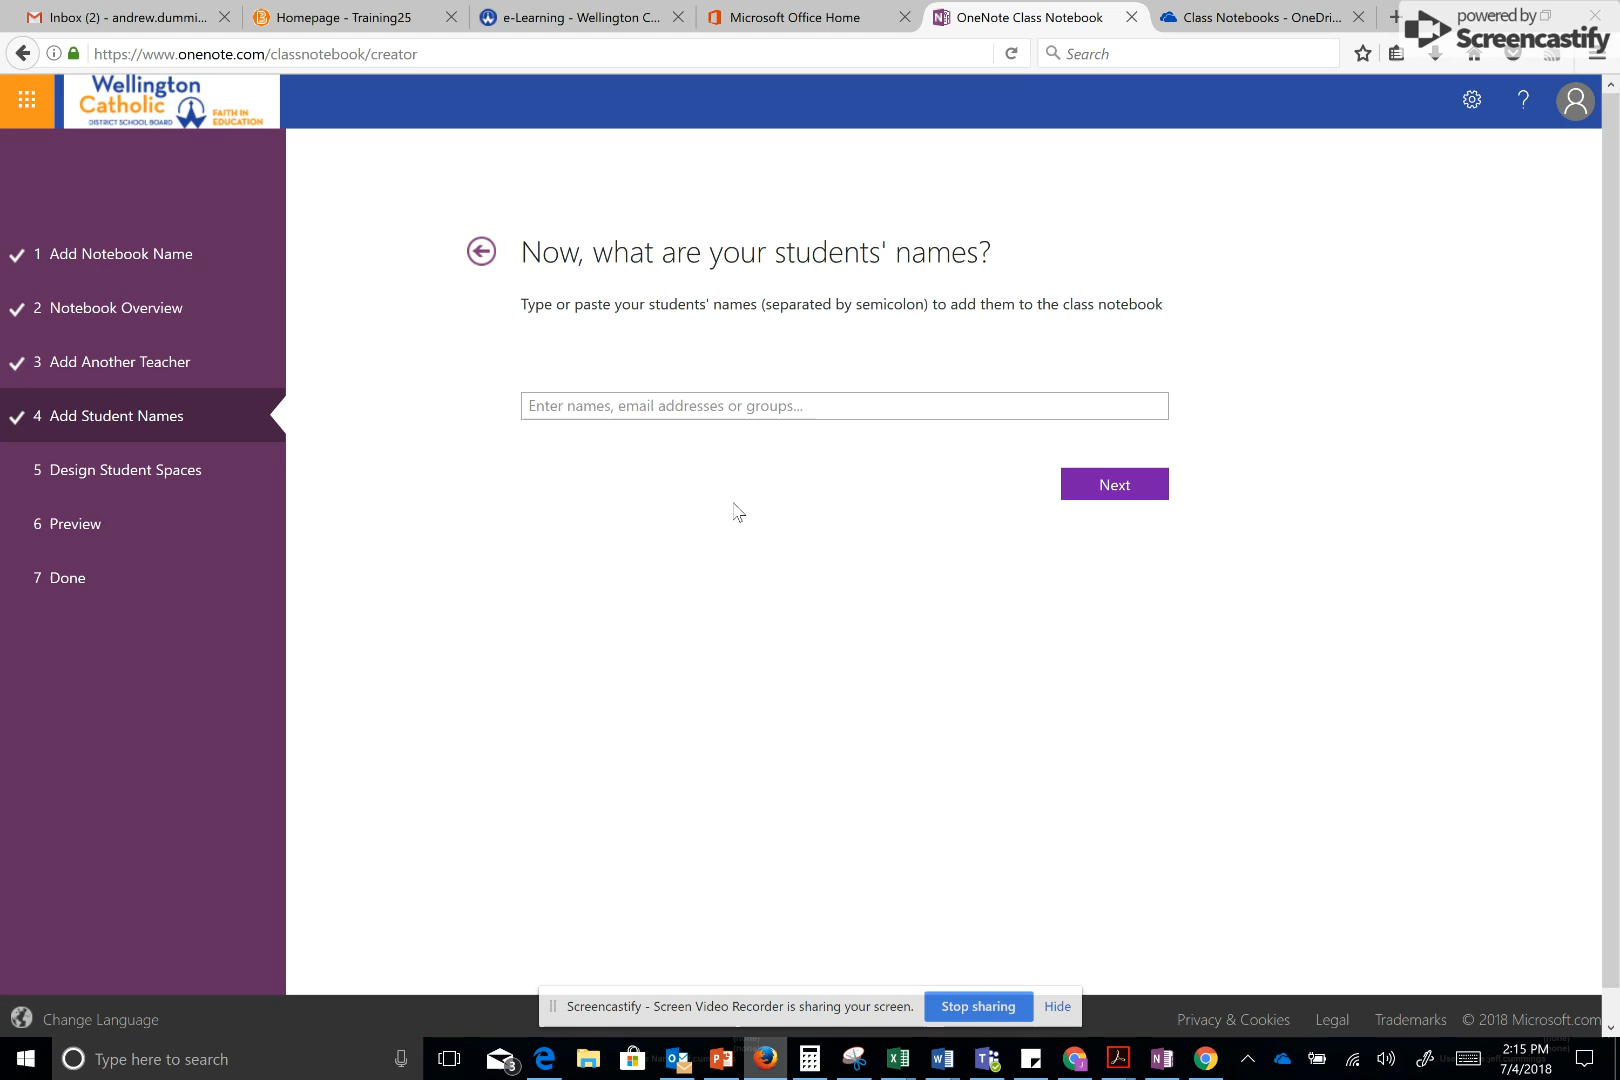 Inbox (2) - andrew.dummi...
Homepage - Training25
e-Learning - Wellington C...
Microsoft Office Home
OneNote Class Notebook
Class Notebooks - OneDri...
powered by
Screencastify
https://www.onenote.com/classnotebook/creator
Search
Wellington
Catholic
DISTRICT SCHOOL BOARD
FAITH IN
EDUCATION
?
1 Add Notebook Name
2 Notebook Overview
3 Add Another Teacher
4 Add Student Names
5 Design Student Spaces
6 Preview
7 Done
Now, what are your students' names?
Type or paste your students' names (separated by semicolon) to add them to the class notebook
Enter names, email addresses or groups...
Next
Screencastify - Screen Video Recorder is sharing your screen.
Stop sharing
Hide
Change Language
Privacy & Cookies
Legal
Trademarks
© 2018 Microsoft.com
Type here to search
3
2:15 PM
7/4/2018